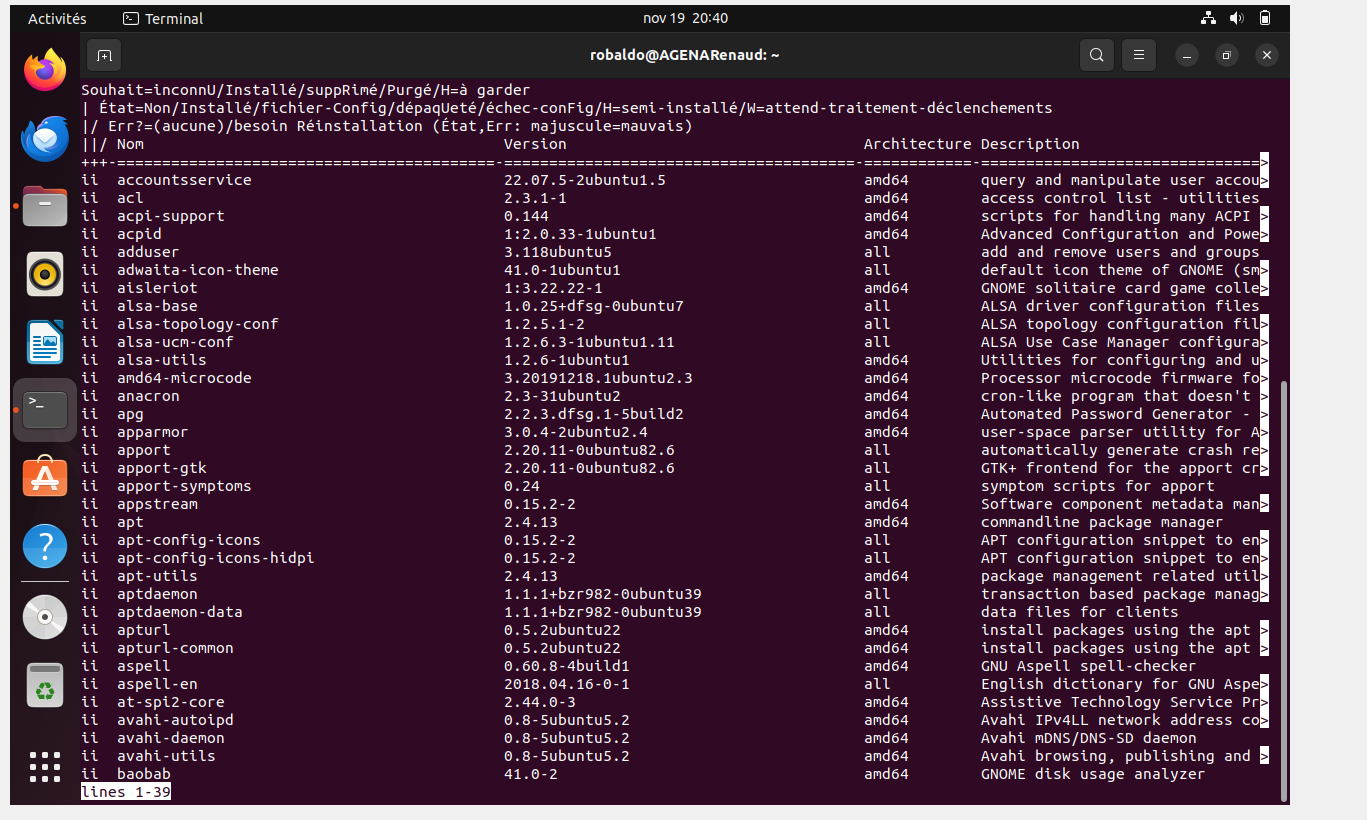 Activités Terminal nov 19 20:40
robaldo@AGENARenaud: ~
Souhait=inconnU/Installé/suppRimé/Purgé/H=à garder
| État=Non/Installé/fichier-Config/dépaqUeté/échec-conFig/H=semi-installé/W=attend-traitement-déclenchements
|/ Err?=(aucune)/besoin Réinstallation (État,Err: majuscule=mauvais)
||/ Nom Version Architecture Description
+++-==========================================-=======================================-============-===============================>
ii accountsservice 22.07.5-2ubuntu1.5 amd64 query and manipulate user accou>
ii acl 2.3.1-1 amd64 access control list - utilities
ii acpi-support 0.144 amd64 scripts for handling many ACPI >
ii acpid 1:2.0.33-1ubuntu1 amd64 Advanced Configuration and Powe>
ii adduser 3.118ubuntu5 all add and remove users and groups
ii adwaita-icon-theme 41.0-1ubuntu1 all default icon theme of GNOME (sm>
ii aisleriot 1:3.22.22-1 amd64 GNOME solitaire card game colle>
ii alsa-base 1.0.25+dfsg-0ubuntu7 all ALSA driver configuration files
ii alsa-topology-conf 1.2.5.1-2 all ALSA topology configuration fil>
ii alsa-ucm-conf 1.2.6.3-1ubuntu1.11 all ALSA Use Case Manager configura>
ii alsa-utils 1.2.6-1ubuntu1 amd64 Utilities for configuring and u>
ii amd64-microcode 3.20191218.1ubuntu2.3 amd64 Processor microcode firmware fo>
ii anacron 2.3-31ubuntu2 amd64 cron-like program that doesn't >
ii apg 2.2.3.dfsg.1-5build2 amd64 Automated Password Generator - >
ii apparmor 3.0.4-2ubuntu2.4 amd64 user-space parser utility for A>
ii apport 2.20.11-0ubuntu82.6 all automatically generate crash re>
ii apport-gtk 2.20.11-0ubuntu82.6 all GTK+ frontend for the apport cr>
ii apport-symptoms 0.24 all symptom scripts for apport
ii appstream 0.15.2-2 amd64 Software component metadata man>
ii apt 2.4.13 amd64 commandline package manager
ii apt-config-icons 0.15.2-2 all APT configuration snippet to en>
ii apt-config-icons-hidpi 0.15.2-2 all APT configuration snippet to en>
ii apt-utils 2.4.13 amd64 package management related util>
ii aptdaemon 1.1.1+bzr982-0ubuntu39 all transaction based package manag>
ii aptdaemon-data 1.1.1+bzr982-0ubuntu39 all data files for clients
ii apturl 0.5.2ubuntu22 amd64 install packages using the apt >
ii apturl-common 0.5.2ubuntu22 amd64 install packages using the apt >
ii aspell 0.60.8-4build1 amd64 GNU Aspell spell-checker
ii aspell-en 2018.04.16-0-1 all English dictionary for GNU Aspe>
ii at-spi2-core 2.44.0-3 amd64 Assistive Technology Service Pr>
ii avahi-autoipd 0.8-5ubuntu5.2 amd64 Avahi IPv4LL network address co>
ii avahi-daemon 0.8-5ubuntu5.2 amd64 Avahi mDNS/DNS-SD daemon
ii avahi-utils 0.8-5ubuntu5.2 amd64 Avahi browsing, publishing and >
ii baobab 41.0-2 amd64 GNOME disk usage analyzer
lines 1-39